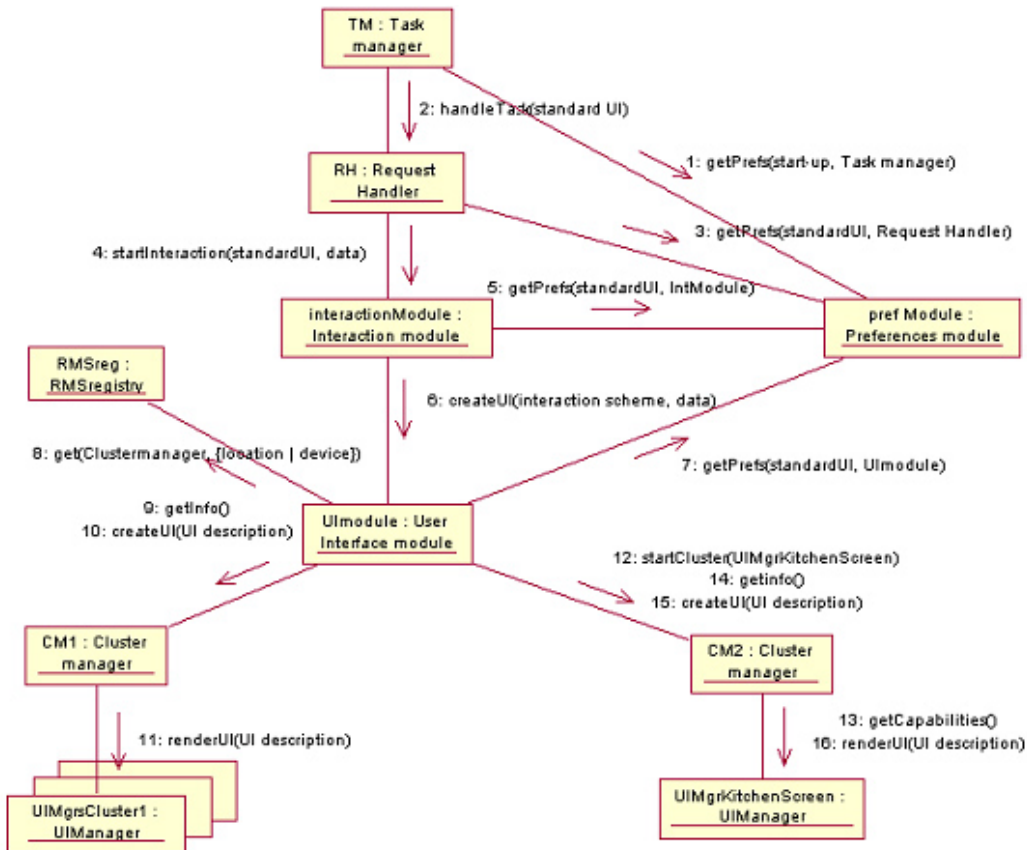 TM : Task
manager
2: handleTask(standard UI)
1: getPrefs(start-up, Task manager)
RH : Request
Handler
3: getPrefs(standardUI, Request Handler)
4: startInteraction(standardUI, data)
5: getPrefs(standardUI, IntModule)
interactionModule :
Interaction module
pref Module :
Preferences module
RMSreg :
RMSregistry
6: createUI(interaction scheme, data)
8: get(Clustermanager, {location | device})
7: getPrefs(standardUI, UImodule)
9: getInfo()
10: createUI(UI description)
UImodule : User
Interface module
12: startCluster(UIMgrKitchenScreen)
14: getinfo()
15: createUI(UI description)
CM1 : Cluster
manager
CM2 : Cluster
manager
11: renderUI(UI description)
13: getCapabilities()
16: renderUI(UI description)
UIMgrsCluster1 :
UIManager
UIMgrKitchenScreen :
UIManager